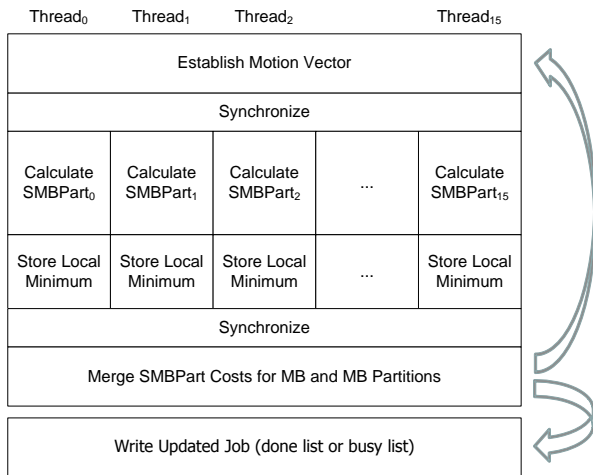 Thread₀ Thread₁ Thread₂ Thread₁₅
Establish Motion Vector
Synchronize
Calculate SMBPart₀
Calculate SMBPart₁
Calculate SMBPart₂
...
Calculate SMBPart₁₅
Store Local Minimum
Store Local Minimum
Store Local Minimum
...
Store Local Minimum
Synchronize
Merge SMBPart Costs for MB and MB Partitions
Write Updated Job (done list or busy list)